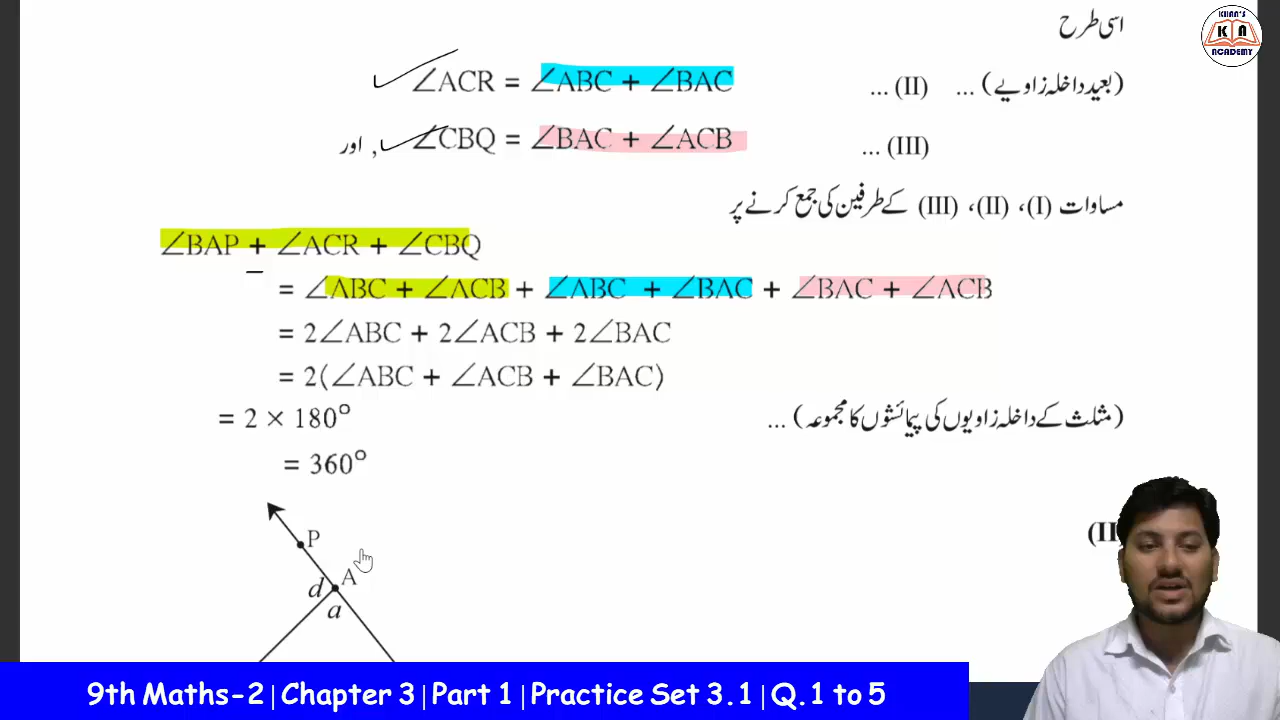 KHAN'S
K A
ACADEMY
اسی طرح
∠ACR = ∠ABC + ∠BAC ... (II) ... (بعید داخلہ زاویے)
اور , ∠CBQ = ∠BAC + ∠ACB ... (III)
مساوات (I)، (II)، (III) کے طرفین کی جمع کرنے پر
∠BAP + ∠ACR + ∠CBQ
= ∠ABC + ∠ACB + ∠ABC + ∠BAC + ∠BAC + ∠ACB
= 2∠ABC + 2∠ACB + 2∠BAC
= 2(∠ABC + ∠ACB + ∠BAC)
= 2 × 180° ... (مثلث کے داخلہ زاویوں کی پیمائشوں کا مجموعہ)
= 360°
(II
P
d A
a
9th Maths-2|Chapter 3|Part 1|Practice Set 3.1|Q.1 to 5